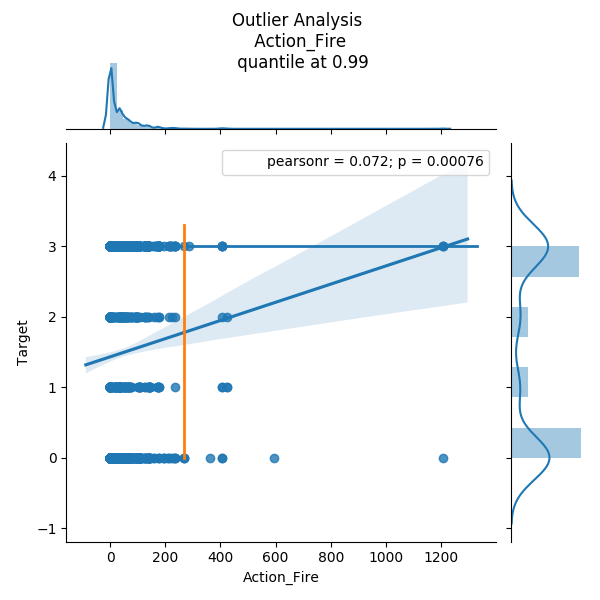 Outlier Analysis
Action_Fire
quantile at 0.99
pearsonr = 0.072; p = 0.00076
4
3
2
1
0
−1
Target
0
200
400
600
800
1000
1200
Action_Fire